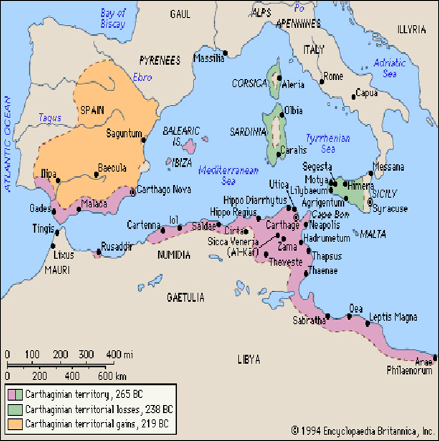 Bay of
Biscay
GAUL
ALPS
Po
APENNINES
ILLYRIA
PYRENEES
Massilia
ITALY
Adriatic
Sea
Ebro
CORSICA
Aleria
Rome
Capua
ATLANTIC OCEAN
Tagus
SPAIN
Saguntum
BALEARIC
IS.
IBIZA
Olbia
SARDINIA
Caralis
Tyrrhenian
Sea
Mediterranean
Sea
Ilipa
Baecula
Carthago Nova
Gades
Malaca
Segesta
Motya
Lilybaeum
Himera
Messana
SICILY
Agrigentum
Syracuse
Utica
Cape Bon
MALTA
Hippo Diarrhytus
Hippo Regius
Carthage
Neapolis
Tingis
Lixus
MAURI
Rusaddir
Cartenna
Iol
Saldae
Cirta
Sicca Veneria
(Al-Kāf)
Zama
Hadrumetum
Thapsus
Theveste
Thaenae
NUMIDIA
GAETULIA
Sabratha
Oea
Leptis Magna
LIBYA
Arae
Philaenorum
0 200 400 mi
0 200 400 600 km
Carthaginian territory, 265 BC
Carthaginian territorial losses, 238 BC
Carthaginian territorial gains, 219 BC
© 1994 Encyclopaedia Britannica, Inc.